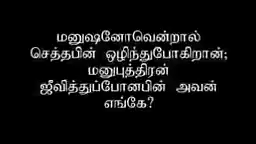 மனுஷனோவென்றால்
செத்தபின் ஒழிந்துபோகிறான்;
மனுபுத்திரன்
ஜீவித்துப்போனபின் அவன்
எங்கே?